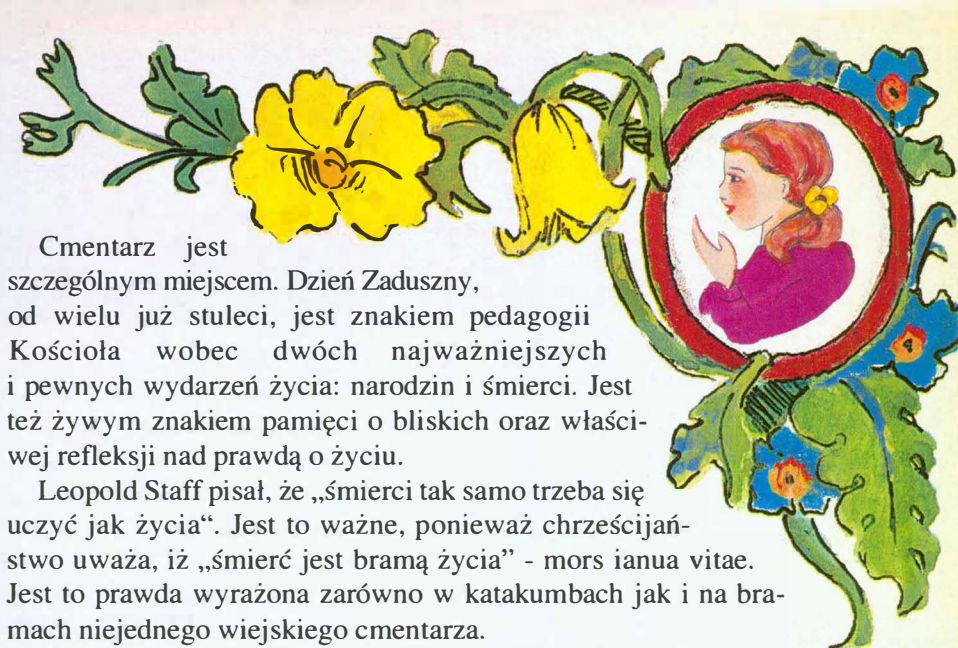 Cmentarz jest
szczególnym miejscem. Dzień Zaduszny,
od wielu już stuleci, jest znakiem pedagogii
Kościoła wobec dwóch najważniejszych
i pewnych wydarzeń życia: narodzin i śmierci. Jest
też żywym znakiem pamięci o bliskich oraz właści-
wej refleksji nad prawdą o życiu.
Leopold Staff pisał, że „śmierci tak samo trzeba się
uczyć jak życia“. Jest to ważne, ponieważ chrześcijań-
stwo uważa, iż „śmierć jest bramą życia” - mors ianua vitae.
Jest to prawda wyrażona zarówno w katakumbach jak i na bra-
mach niejednego wiejskiego cmentarza.